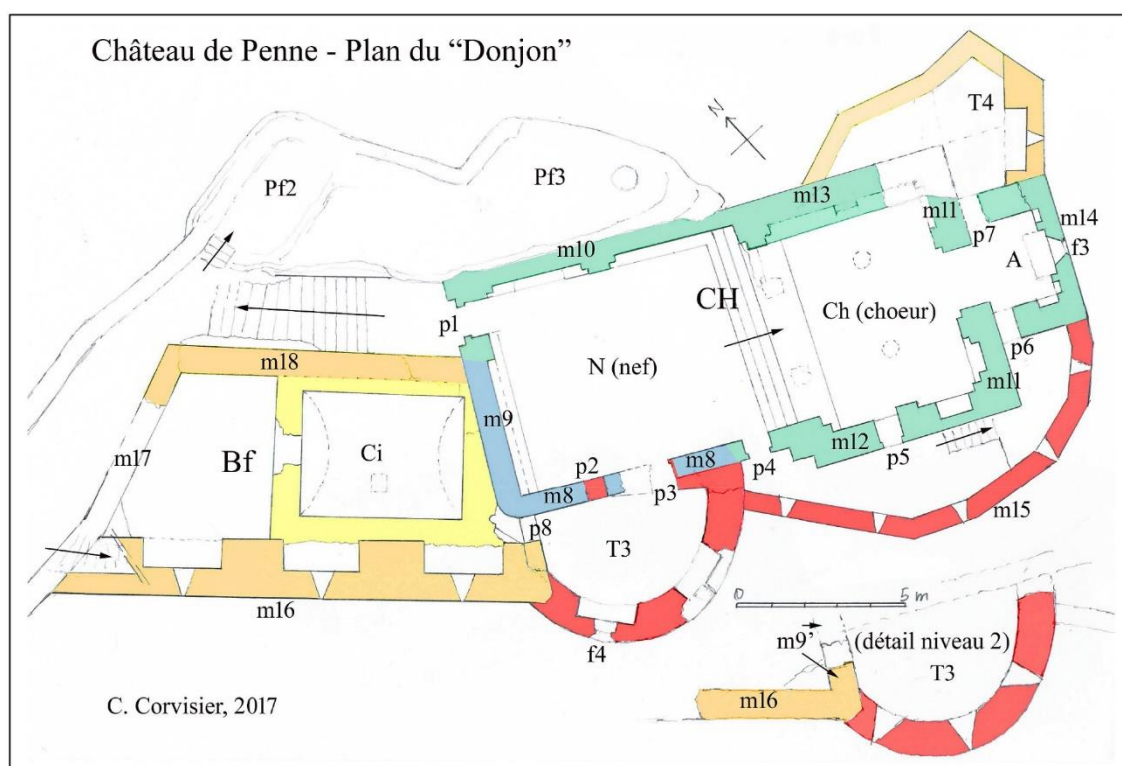 Château de Penne - Plan du “Donjon”
T4
N
Pf2
Pf3
m13
m11
m14
p7
f3
m10
A
CH
Ch (choeur)
p1
p6
m18
N (nef)
m11
m9
m12
m17
Bf
Ci
p2
m8
p4
p5
m8
p3
m15
p8
T3
m16
0 5 m
f4
m9’
(détail niveau 2)
T3
m16
C. Corvisier, 2017